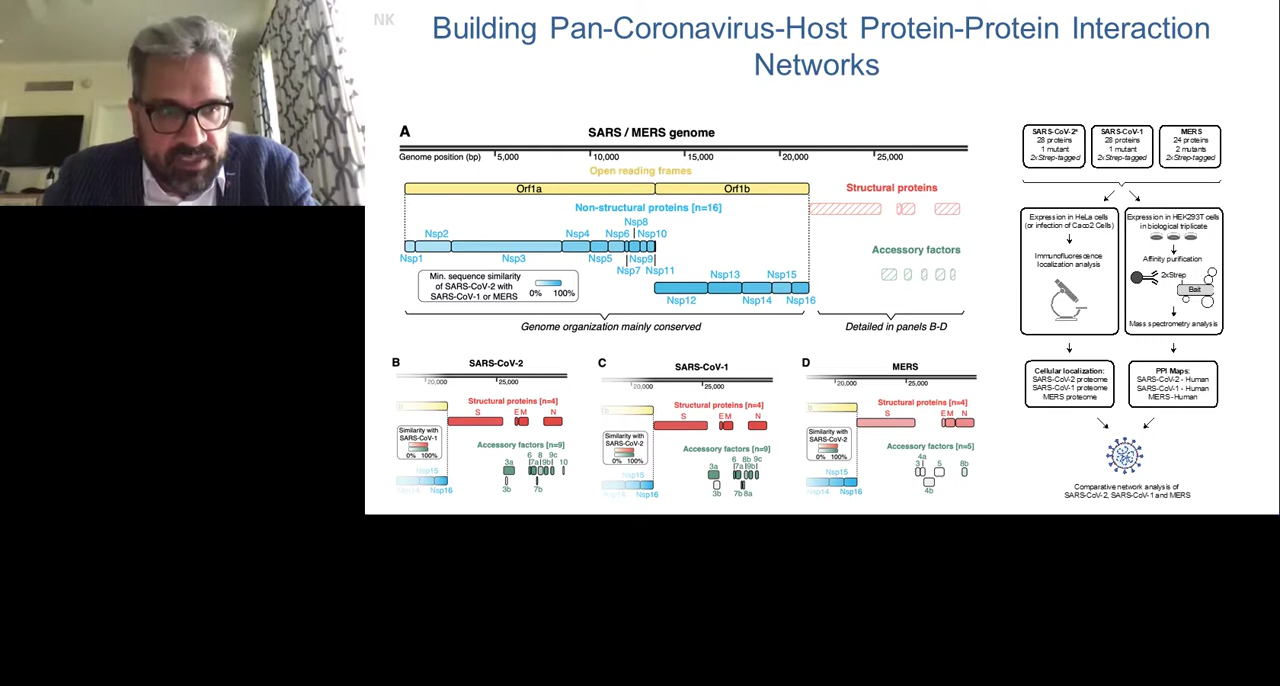 NK
Building Pan-Coronavirus-Host Protein-Protein Interaction
Networks
A
SARS / MERS genome
Genome position (bp)
5,000
10,000
15,000
20,000
25,000
Open reading frames
Orf1a
Orf1b
Structural proteins
Non-structural proteins [n=16]
Nsp8
Nsp2
Nsp4
Nsp6
Nsp10
Nsp1
Nsp3
Nsp5
Nsp9
Nsp7
Nsp11
Nsp13
Nsp15
Nsp12
Nsp14
Nsp16
Accessory factors
Min. sequence similarity
of SARS-CoV-2 with
SARS-CoV-1 or MERS
0% 100%
Genome organization mainly conserved
Detailed in panels B-D
B
SARS-CoV-2
20,000
25,000
Structural proteins [n=4]
S
E M
N
Similarity with
SARS-CoV-1
0% 100%
Accessory factors [n=9]
6 8 9c
3a
7a 9b
10
3b
7b
Nsp15
Nsp14
Nsp16
C
SARS-CoV-1
20,000
25,000
Structural proteins [n=4]
1b
S
E M
N
Similarity with
SARS-CoV-2
0% 100%
Accessory factors [n=9]
6 8b 9c
3a
7a 9b
3b
7b 8a
Nsp15
Nsp14
Nsp16
D
MERS
20,000
25,000
Structural proteins [n=4]
b
S
E M N
Similarity with
SARS-CoV-2
0% 100%
Accessory factors [n=5]
4a
3
5
8b
4b
Nsp15
Nsp14
Nsp16
SARS-CoV-2*
28 proteins
1 mutant
2xStrep-tagged
SARS-CoV-1
28 proteins
1 mutant
2xStrep-tagged
MERS
24 proteins
2 mutants
2xStrep-tagged
Expression in HeLa cells
(or infection of Caco2 Cells)
Immunofluorescence
localization analysis
Expression in HEK293T cells
in biological triplicate
Affinity purification
2xStrep
Bait
Mass spectrometry analysis
Cellular localization:
SARS-CoV-2 proteome
SARS-CoV-1 proteome
MERS proteome
PPI Maps:
SARS-CoV-2 - Human
SARS-CoV-1 - Human
MERS - Human
Comparative network analysis of
SARS-CoV-2, SARS-CoV-1 and MERS